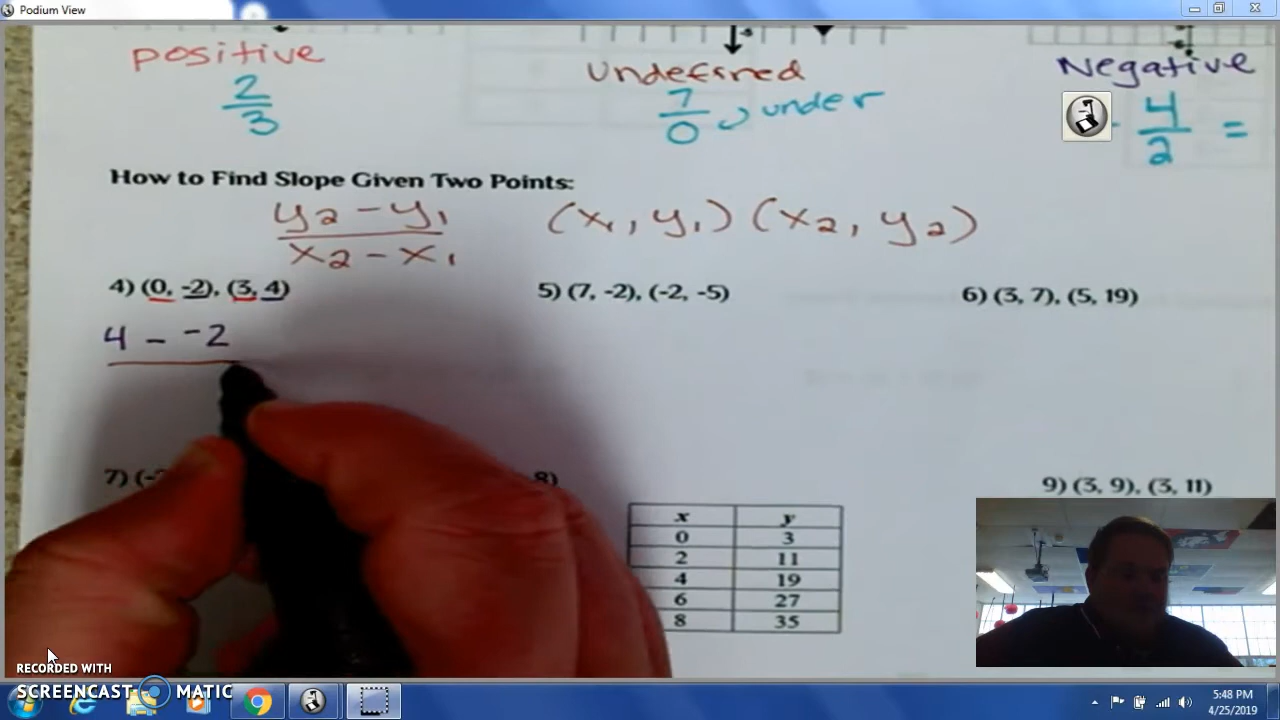 Podium View
positive
Undefined
Negative
2/3
7/0 under
4/2 =
How to Find Slope Given Two Points:
y₂ - y₁ / x₂ - x₁ (x₁, y₁) (x₂, y₂)
4) (0, -2), (3, 4)
5) (7, -2), (-2, -5)
6) (3, 7), (5, 19)
4 - -2
7) (-
8)
9) (3, 9), (3, 11)
x y
0 3
2 11
4 19
6 27
8 35
RECORDED WITH
SCREENCAST MATIC
5:48 PM
4/25/2019